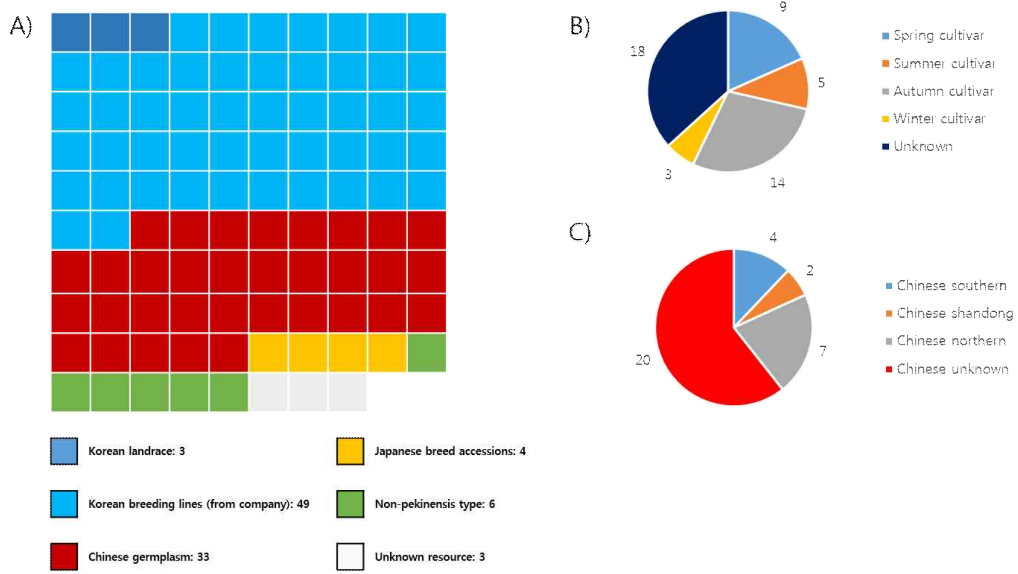 A)
Korean landrace: 3
Korean breeding lines (from company): 49
Chinese germplasm: 33
Japanese breed accessions: 4
Non-pekinensis type: 6
Unknown resource: 3
B)
9
5
14
3
18
Spring cultivar
Summer cultivar
Autumn cultivar
Winter cultivar
Unknown
C)
4
2
7
20
Chinese southern
Chinese shandong
Chinese northern
Chinese unknown